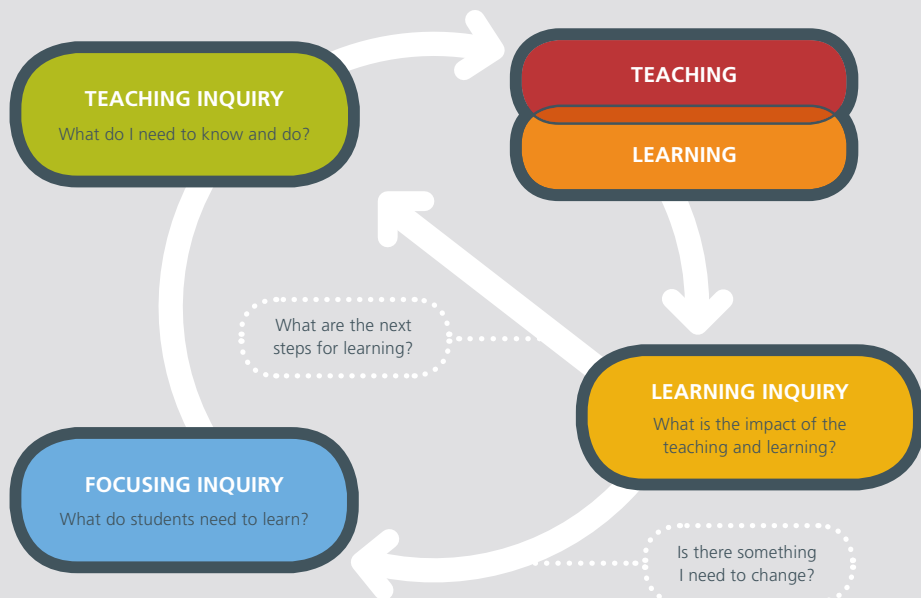 TEACHING INQUIRY
What do I need to know and do?
TEACHING
LEARNING
What are the next
steps for learning?
LEARNING INQUIRY
What is the impact of the
teaching and learning?
FOCUSING INQUIRY
What do students need to learn?
Is there something
I need to change?